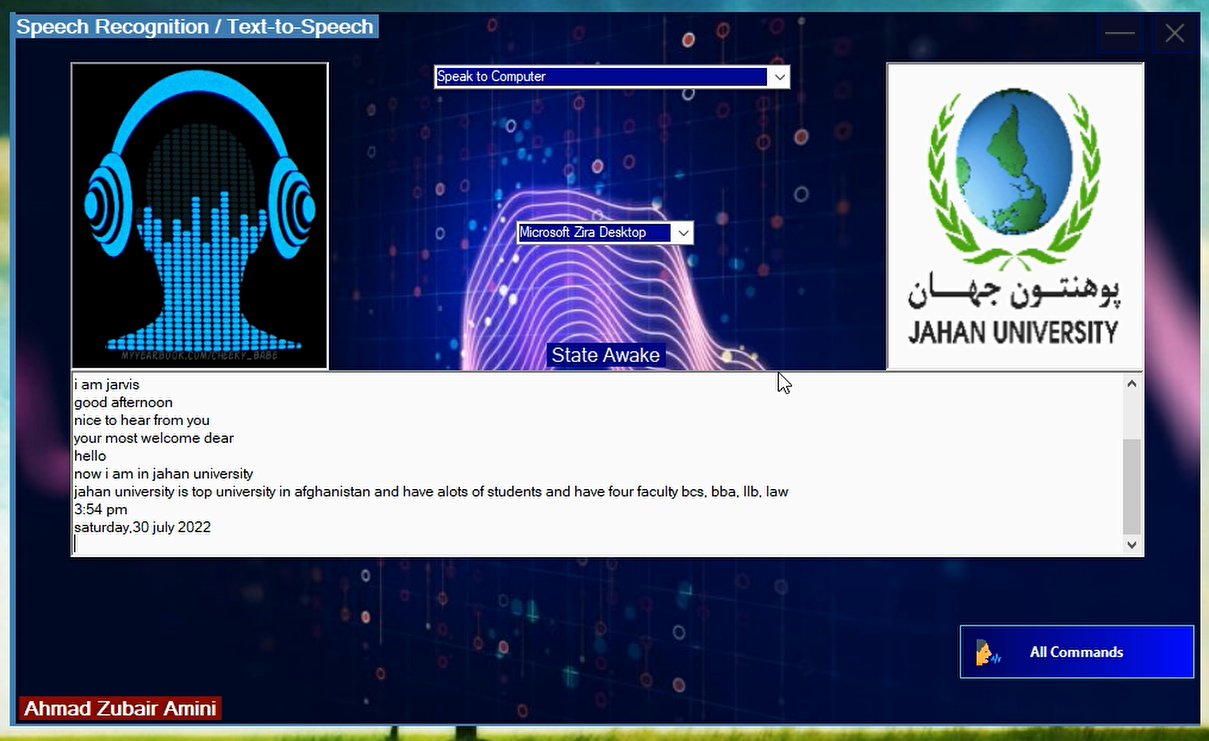 Speech Recognition / Text-to-Speech
Speak to Computer
Microsoft Zira Desktop
MYYEARBOOK.COM/CHEEKY_BABE
پوهنتون جهان
JAHAN UNIVERSITY
State Awake
i am jarvis
good afternoon
nice to hear from you
your most welcome dear
hello
now i am in jahan university
jahan university is top university in afghanistan and have alots of students and have four faculty bcs, bba, llb, law
3:54 pm
saturday,30 july 2022
All Commands
Ahmad Zubair Amini